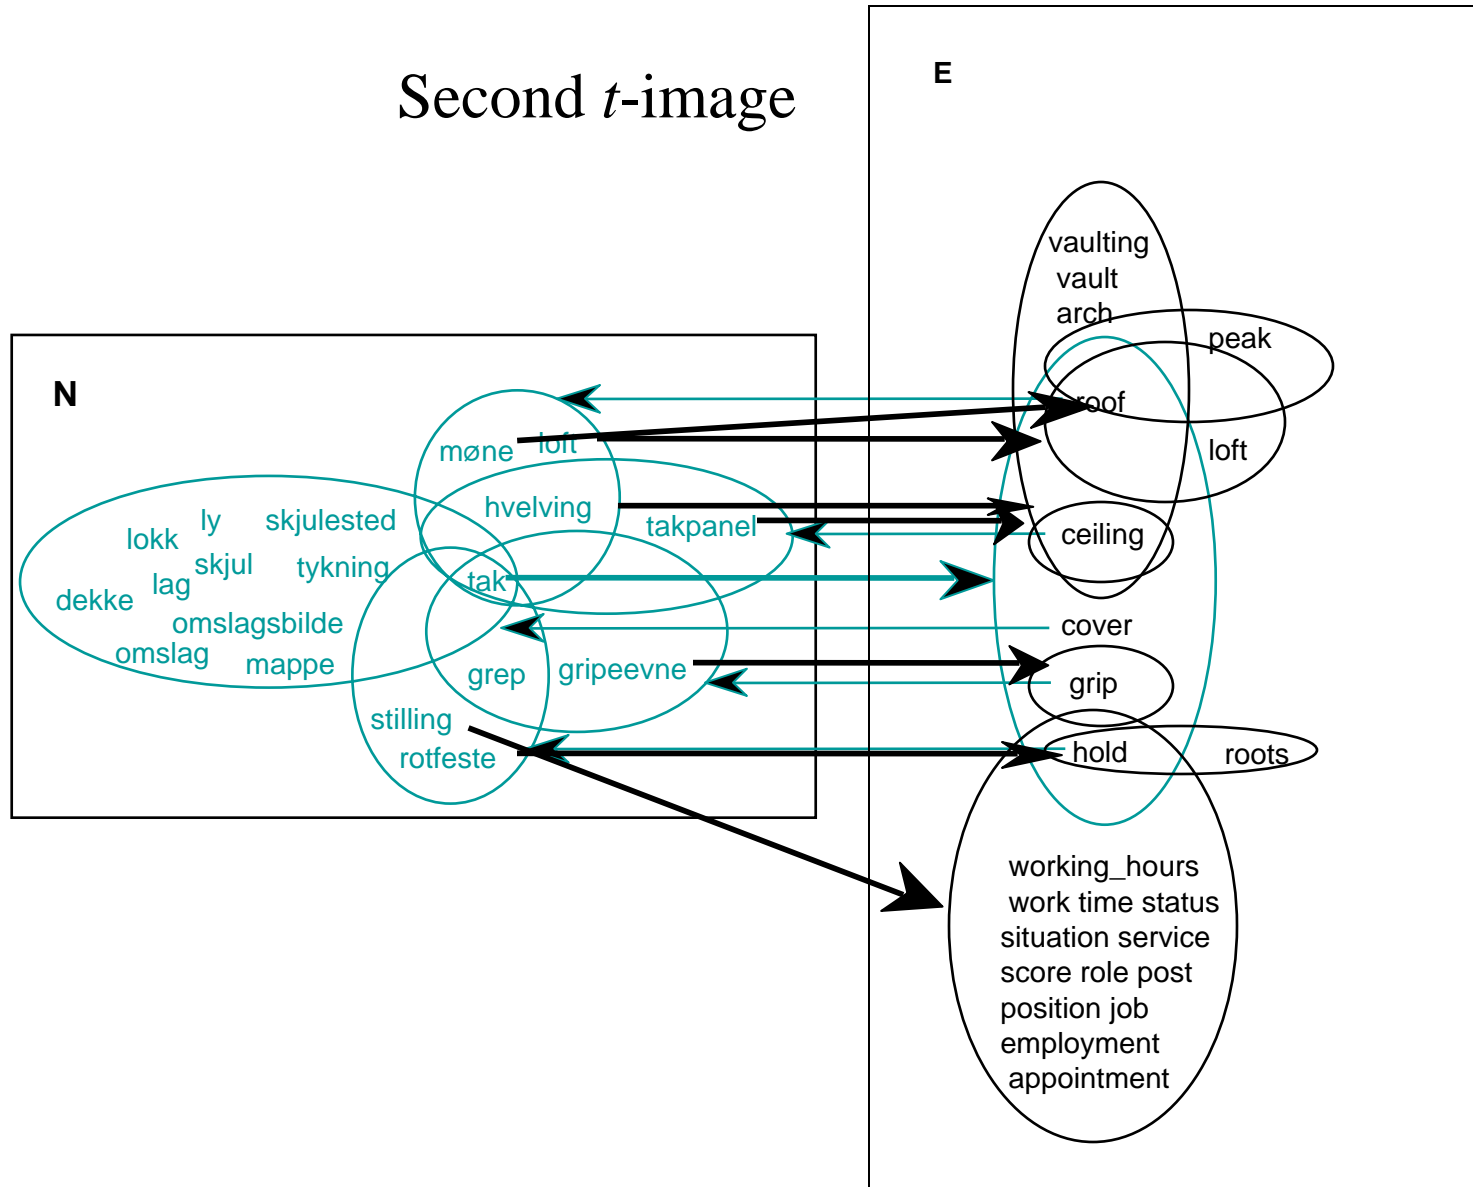 Second t-image
E
vaulting
vault
arch
peak
roof
loft
ceiling
cover
grip
hold
roots
working_hours
work time status
situation service
score role post
position job
employment
appointment
N
møne
loft
hvelving
takpanel
tak
grep
gripeevne
stilling
rotfeste
ly
skjulested
lokk
skjul
tykning
lag
dekke
omslagsbilde
omslag
mappe